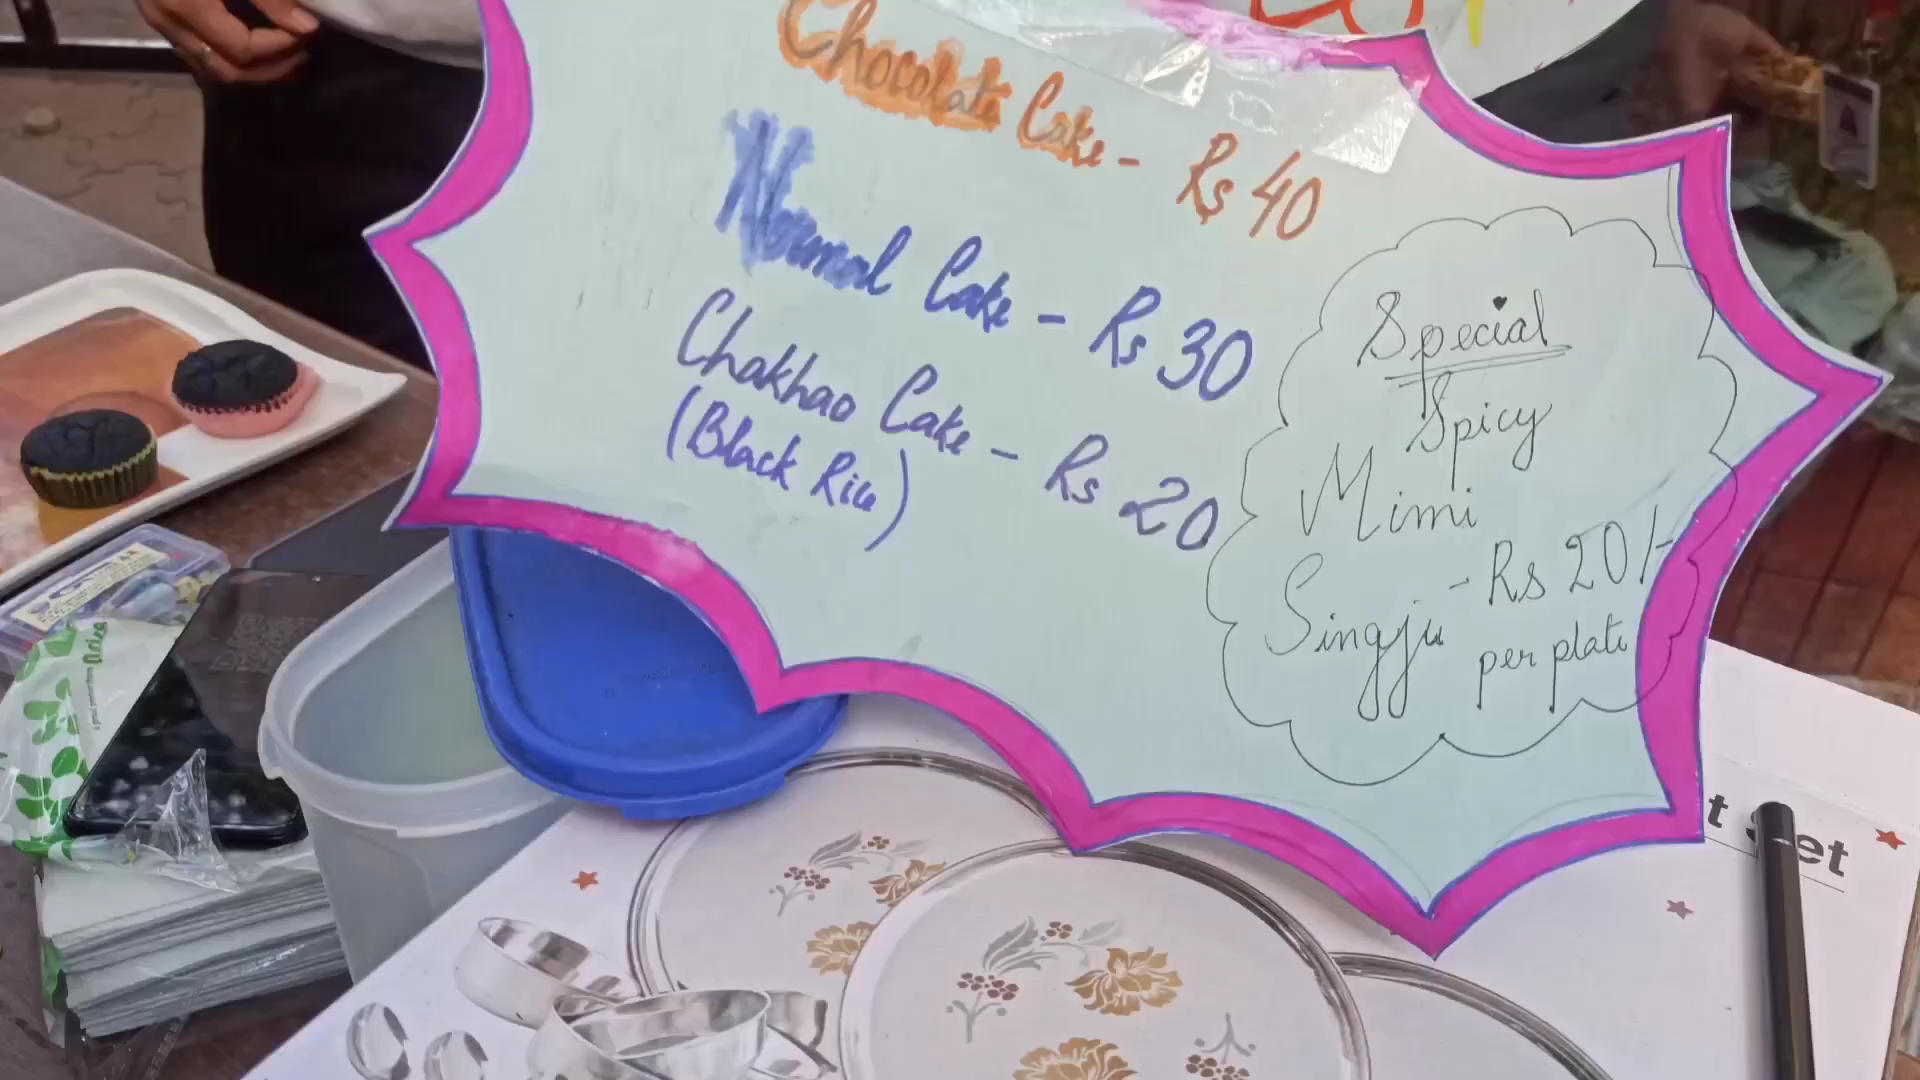 Chocolate Cake - Rs 40
Normal Cake - Rs 30
Chakhao Cake - Rs 20
(Black Rice)
Special
Spicy
Mimi
Singju - Rs 20/-
per plate
et